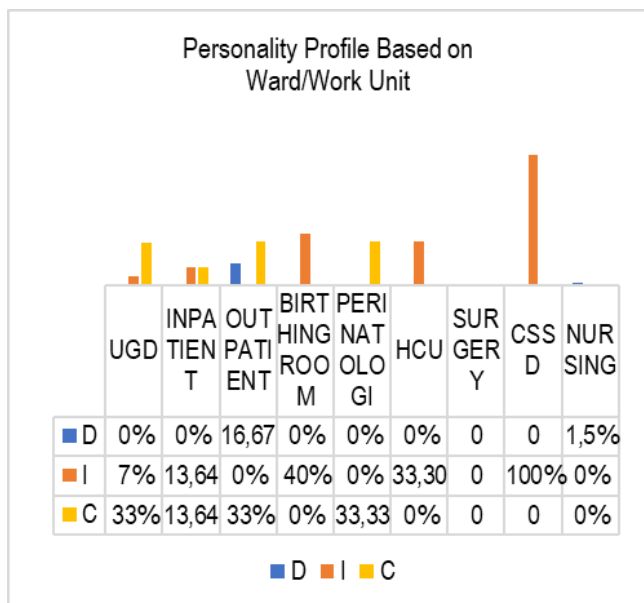 Personality Profile Based on
Ward/Work Unit
UGD INPA OUT BIRT PERI HCU SUR CSS NUR
TIEN PATIENT HING NAT GER D SING
T ROO OLO Y
M GI
D 0% 0% 16,67 0% 0% 0% 0 0 1,5%
I 7% 13,64 0% 40% 0% 33,30 0 100% 0%
C 33% 13,64 33% 0% 33,33 0% 0 0 0%
D I C